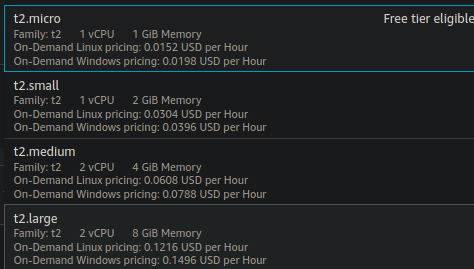 t2.micro Free tier eligible
Family: t2 1 vCPU 1 GiB Memory
On-Demand Linux pricing: 0.0152 USD per Hour
On-Demand Windows pricing: 0.0198 USD per Hour
t2.small
Family: t2 1 vCPU 2 GiB Memory
On-Demand Linux pricing: 0.0304 USD per Hour
On-Demand Windows pricing: 0.0396 USD per Hour
t2.medium
Family: t2 2 vCPU 4 GiB Memory
On-Demand Linux pricing: 0.0608 USD per Hour
On-Demand Windows pricing: 0.0788 USD per Hour
t2.large
Family: t2 2 vCPU 8 GiB Memory
On-Demand Linux pricing: 0.1216 USD per Hour
On-Demand Windows pricing: 0.1496 USD per Hour